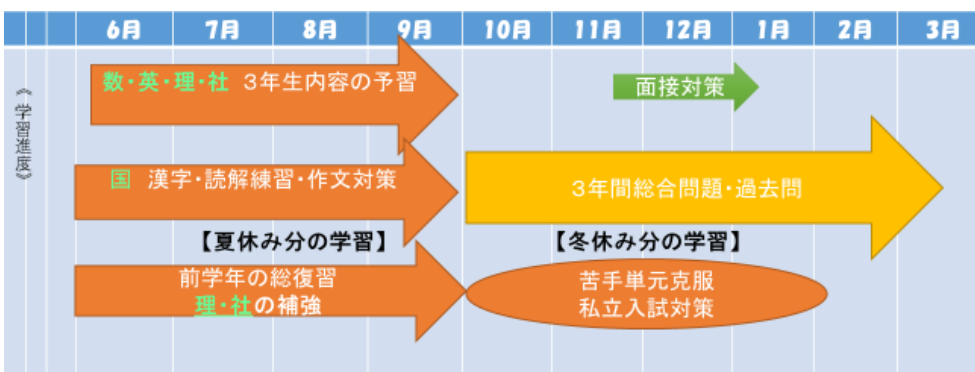 6月 7月 8月 9月 10月 11月 12月 1月 2月 3月
《学習進度》
数・英・理・社 3年生内容の予習
面接対策
国 漢字・読解練習・作文対策
3年間総合問題・過去問
【夏休み分の学習】
【冬休み分の学習】
前学年の総復習
理・社の補強
苦手単元克服
私立入試対策